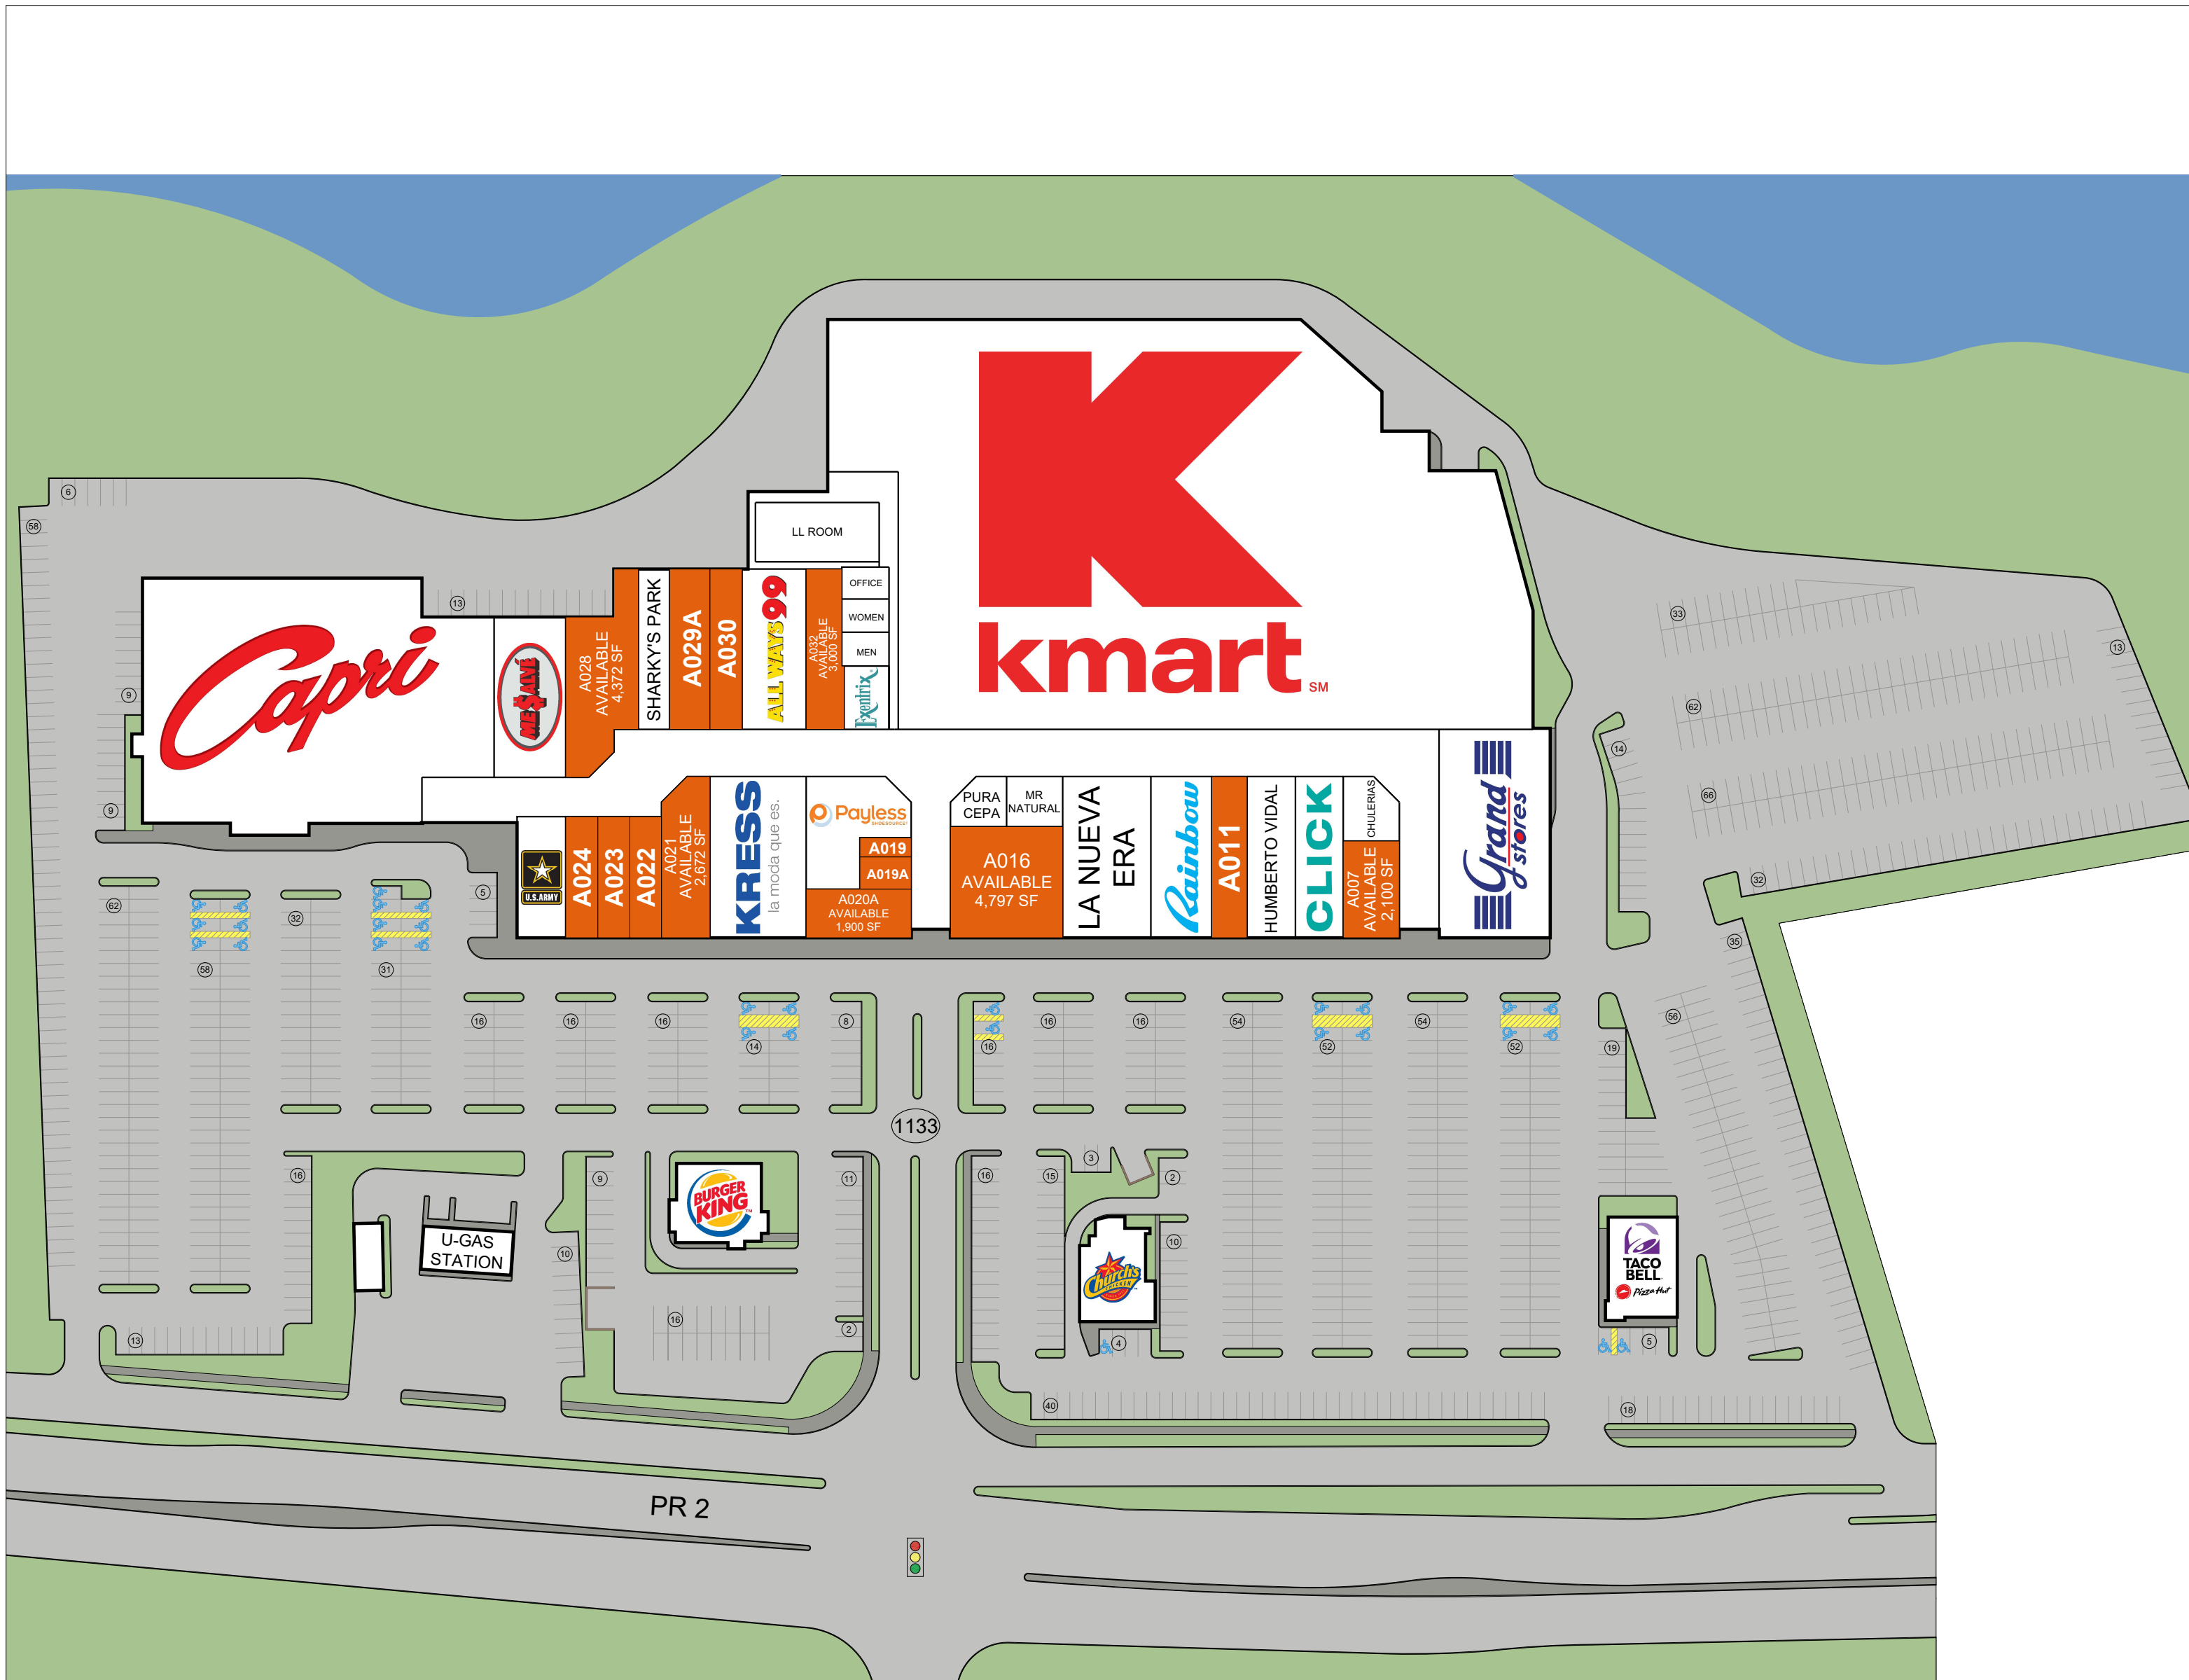 6
58
LL ROOM
K
kmart SM
OFFICE
WOMEN
MEN
Exentrix
13
9
9
Capri
ME$ALVÉ
A028
AVAILABLE
4,372 SF
SHARKY'S PARK
A029A
A030
ALL WAYS 99
A032
AVAILABLE
3,000 SF
33
13
62
14
66
32
35
U.S.ARMY
A024
A023
A022
A021
AVAILABLE
2,672 SF
KRESS
la moda que es.
Payless
SHOESOURCE
A019
A019A
A020A
AVAILABLE
1,900 SF
PURA
CEPA
MR
NATURAL
A016
AVAILABLE
4,797 SF
LA NUEVA
ERA
Rainbow
A011
HUMBERTO VIDAL
CLICK
CHULERIAS
A007
AVAILABLE
2,100 SF
Grand
stores
5
62
32
58
31
16
16
16
14
8
16
16
16
54
52
54
52
19
56
1133
16
9
11
16
15
3
2
BURGER
KING™
U-GAS
STATION
10
10
Church's
CHICKEN
TACO
BELL
Pizza Hut
13
16
2
4
5
40
18
PR 2